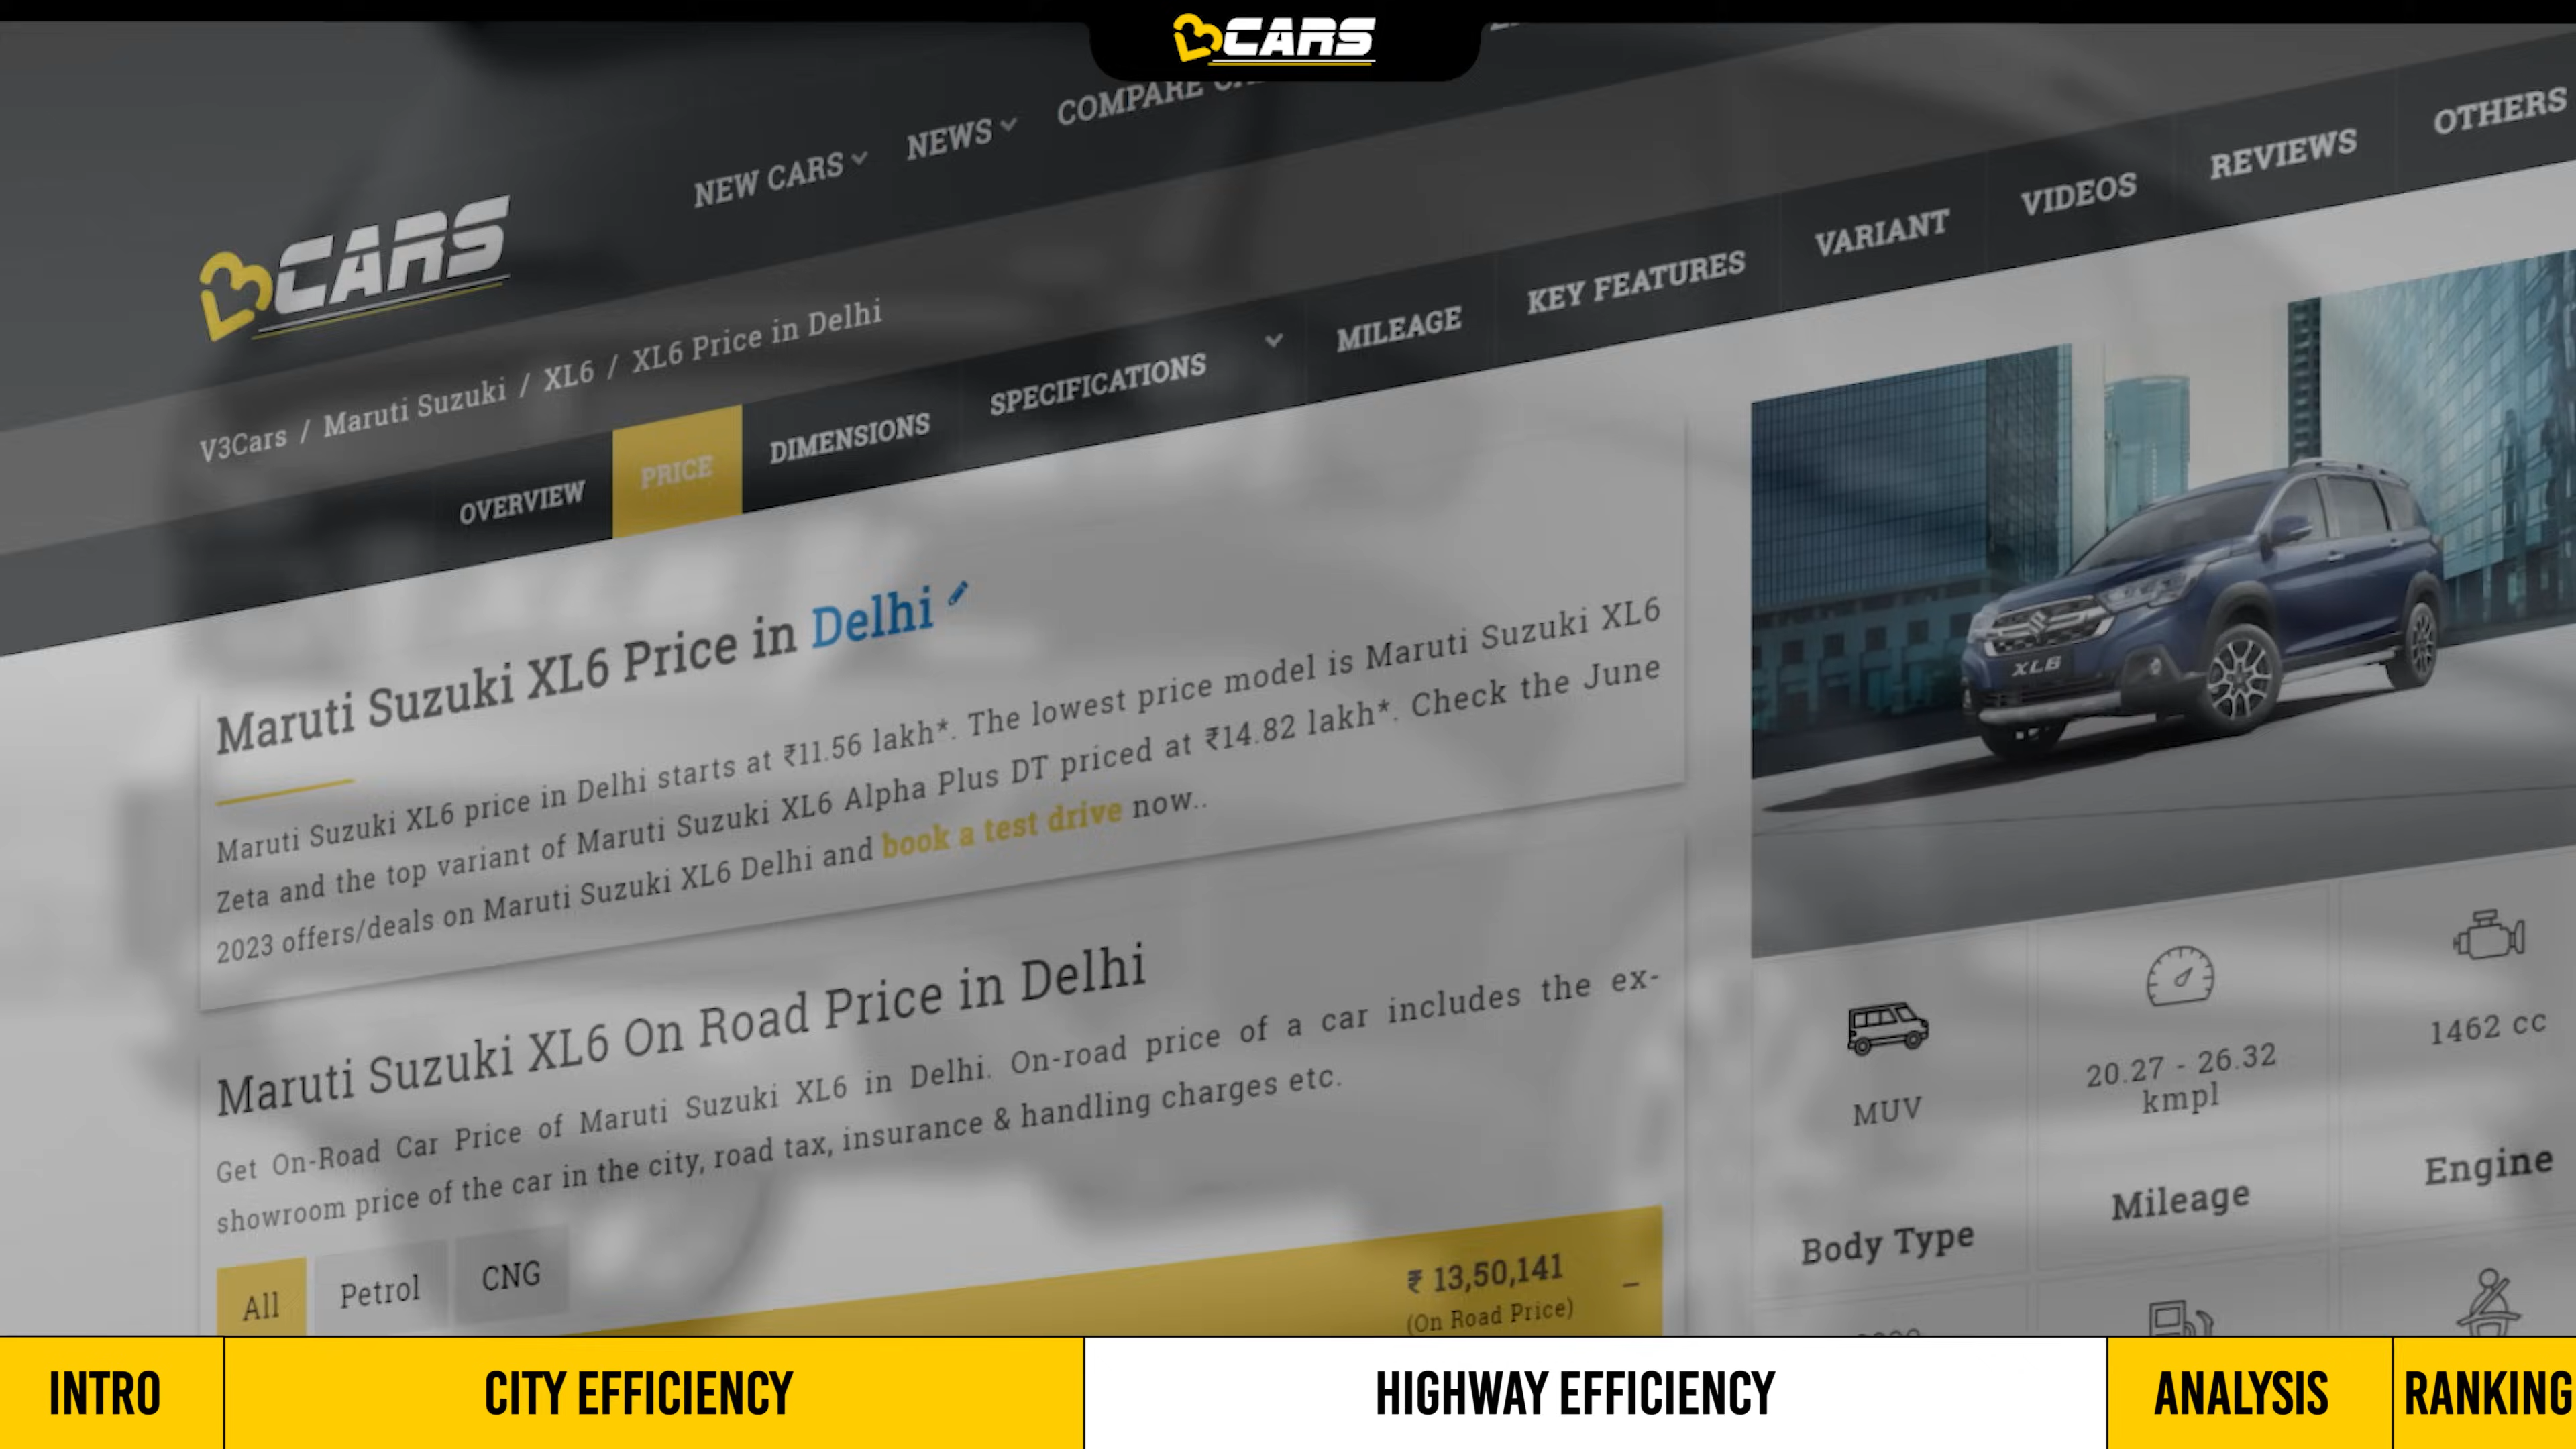 CARS
NEW CARS
NEWS
COMPARE
CARS
V3Cars / Maruti Suzuki / XL6 / XL6 Price in Delhi
OVERVIEW
PRICE
DIMENSIONS
SPECIFICATIONS
MILEAGE
KEY FEATURES
VARIANT
VIDEOS
REVIEWS
OTHERS
Maruti Suzuki XL6 Price in Delhi
Maruti Suzuki XL6 price in Delhi starts at ₹11.56 lakh*. The lowest price model is Maruti Suzuki XL6
Zeta and the top variant of Maruti Suzuki XL6 Alpha Plus DT priced at ₹14.82 lakh*. Check the June
2023 offers/deals on Maruti Suzuki XL6 Delhi and book a test drive now..
Maruti Suzuki XL6 On Road Price in Delhi
Get On-Road Car Price of Maruti Suzuki XL6 in Delhi. On-road price of a car includes the ex-
showroom price of the car in the city, road tax, insurance & handling charges etc.
All
Petrol
CNG
₹ 13,50,141
(On Road Price)
XL6
MUV
Body Type
20.27 - 26.32
kmpl
Mileage
1462 cc
Engine
INTRO
CITY EFFICIENCY
HIGHWAY EFFICIENCY
ANALYSIS
RANKING